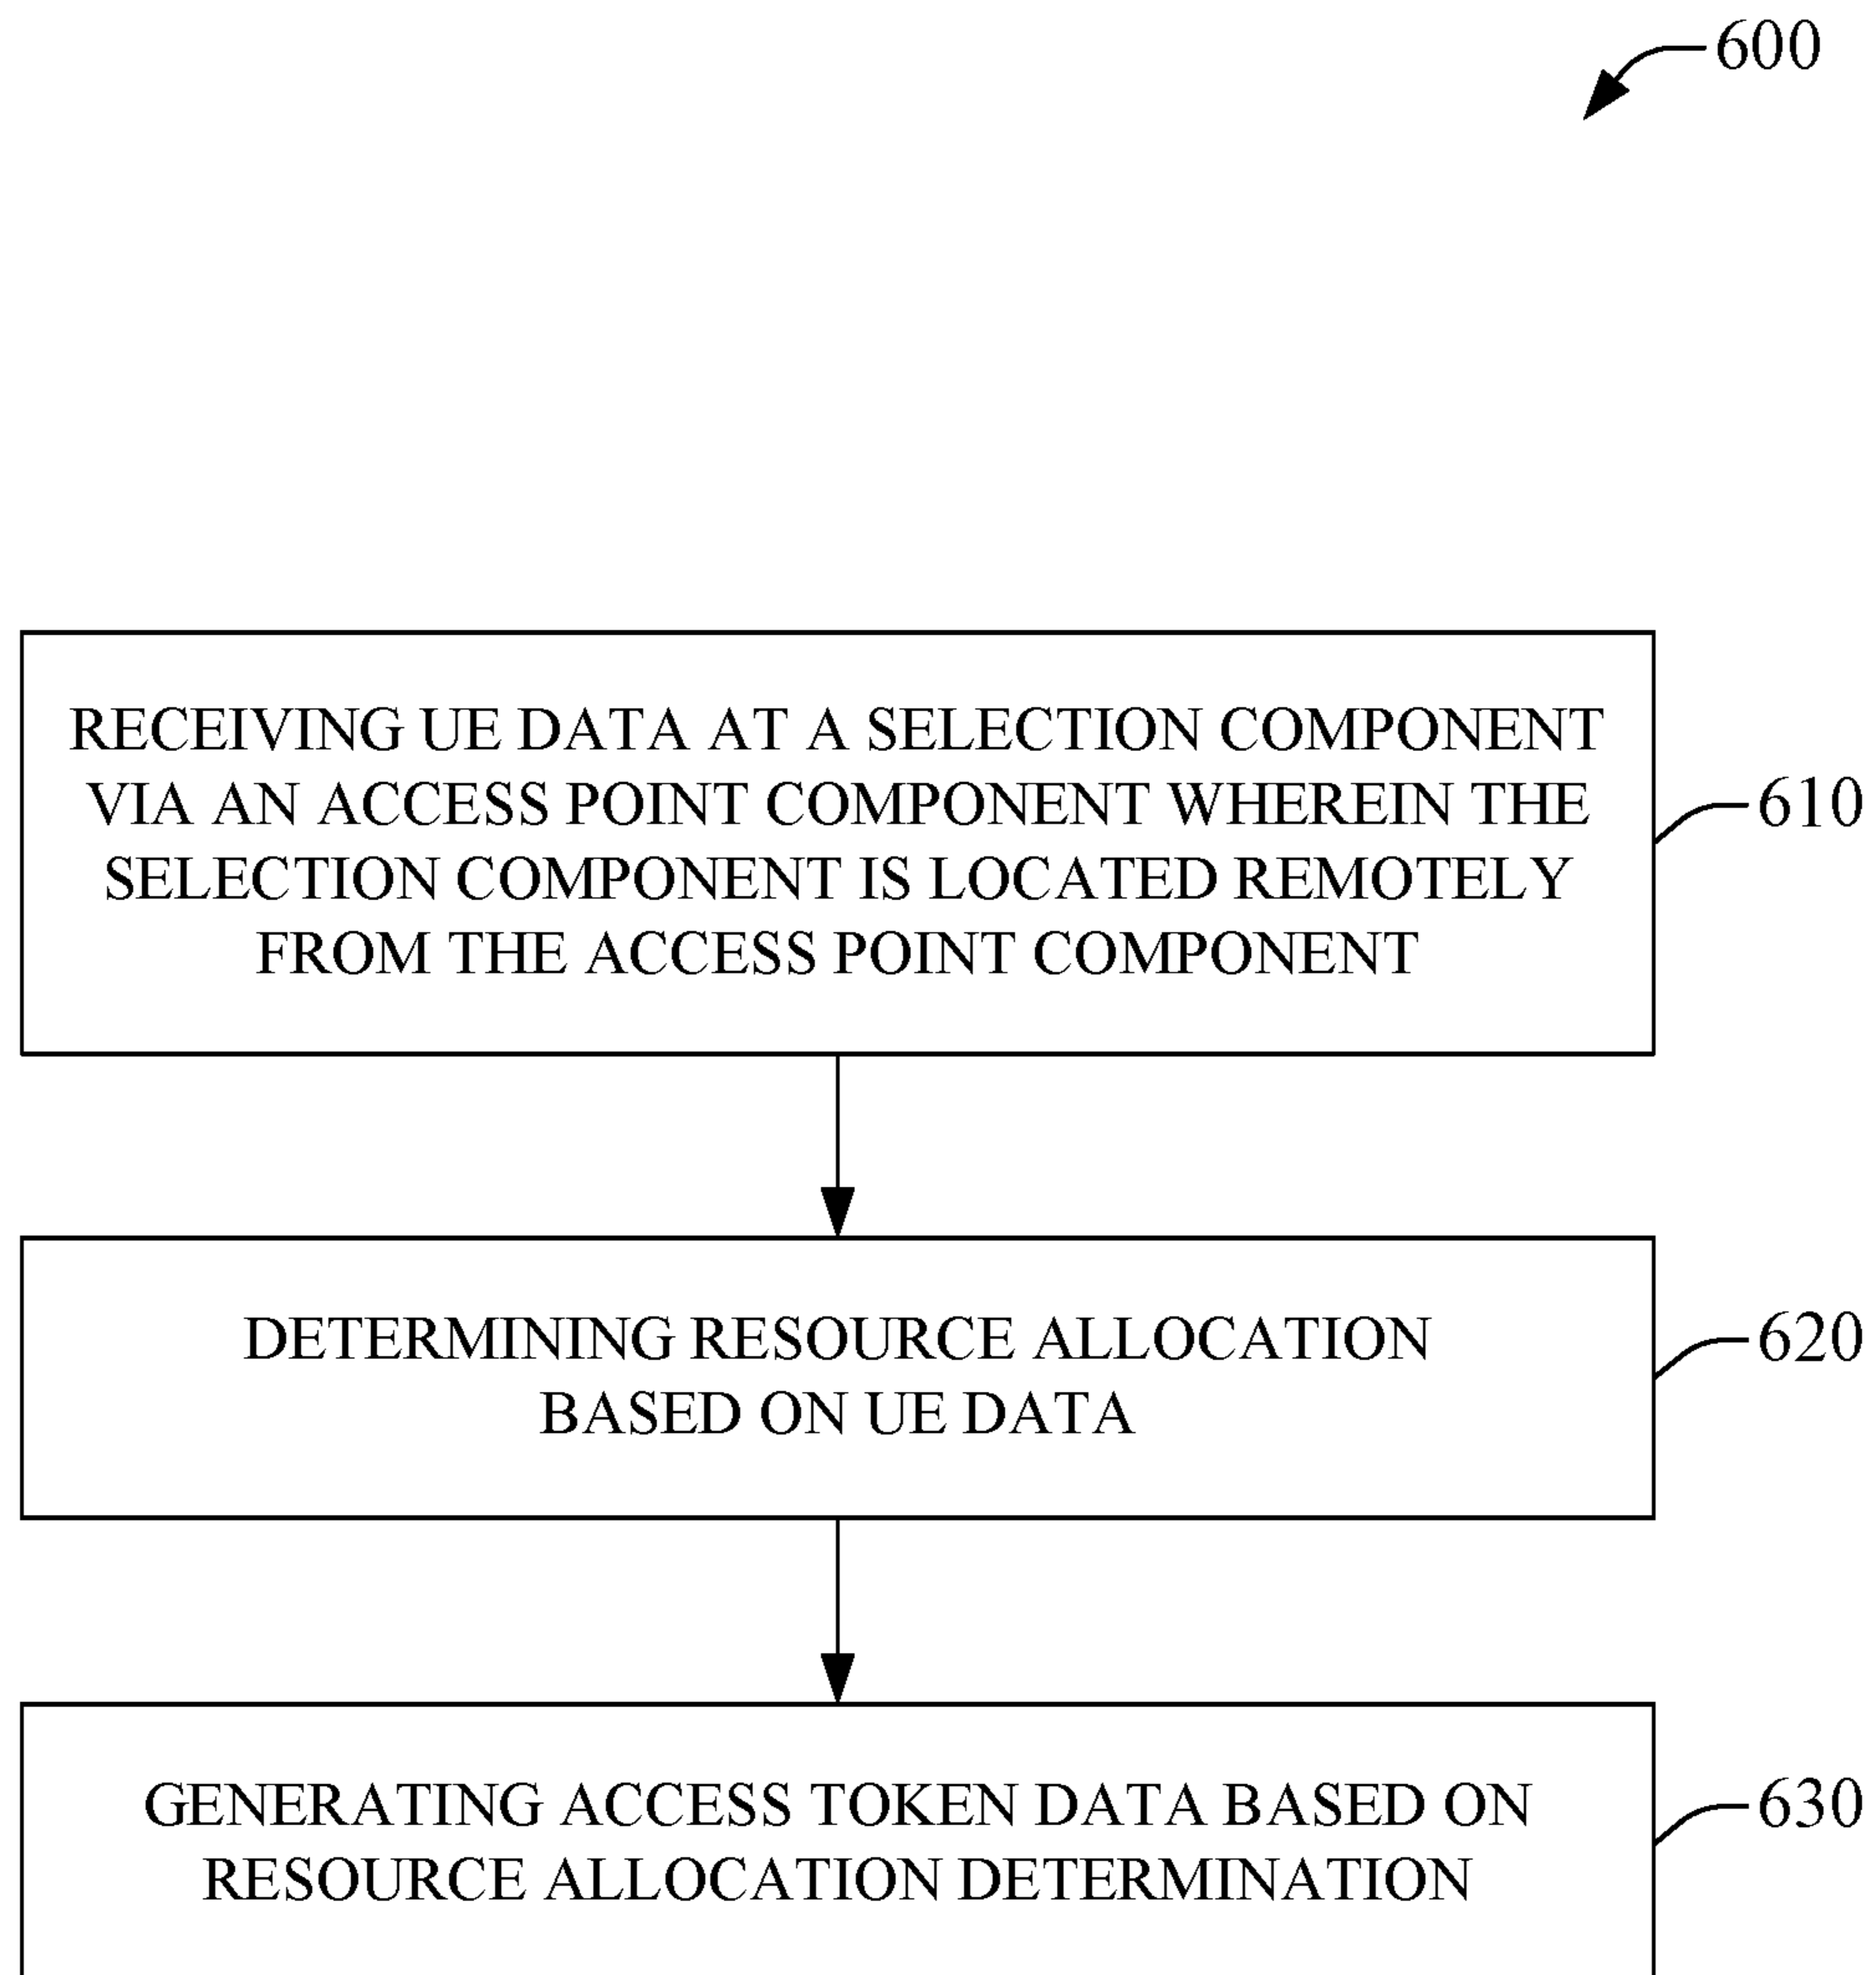 600
RECEIVING UE DATA AT A SELECTION COMPONENT
VIA AN ACCESS POINT COMPONENT WHEREIN THE
SELECTION COMPONENT IS LOCATED REMOTELY
FROM THE ACCESS POINT COMPONENT
610
DETERMINING RESOURCE ALLOCATION
BASED ON UE DATA
620
GENERATING ACCESS TOKEN DATA BASED ON
RESOURCE ALLOCATION DETERMINATION
630